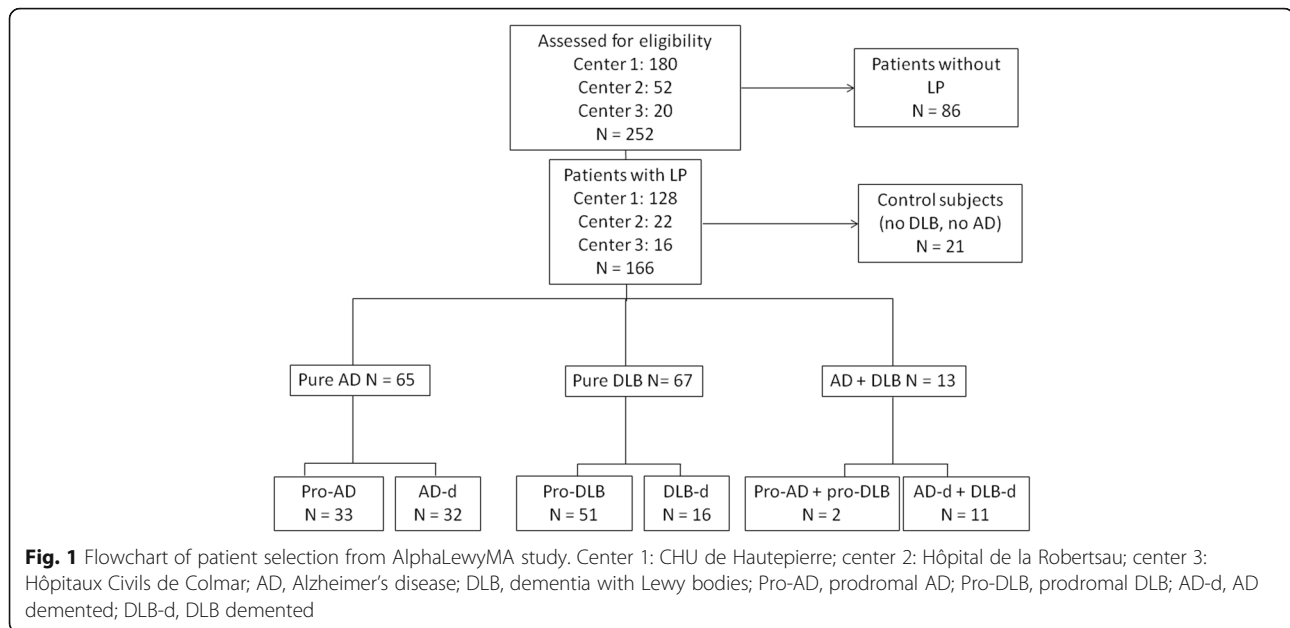 Assessed for eligibility
Center 1: 180
Center 2: 52
Center 3: 20
N = 252
Patients without
LP
N = 86
Patients with LP
Center 1: 128
Center 2: 22
Center 3: 16
N = 166
Control subjects
(no DLB, no AD)
N = 21
Pure AD N = 65
Pure DLB N= 67
AD + DLB N = 13
Pro-AD
N = 33
AD-d
N = 32
Pro-DLB
N = 51
DLB-d
N = 16
Pro-AD + pro-DLB
N = 2
AD-d + DLB-d
N = 11
Fig. 1 Flowchart of patient selection from AlphaLewyMA study. Center 1: CHU de Hautepierre; center 2: Hôpital de la Robertsau; center 3:
Hôpitaux Civils de Colmar; AD, Alzheimer's disease; DLB, dementia with Lewy bodies; Pro-AD, prodromal AD; Pro-DLB, prodromal DLB; AD-d, AD
demented; DLB-d, DLB demented